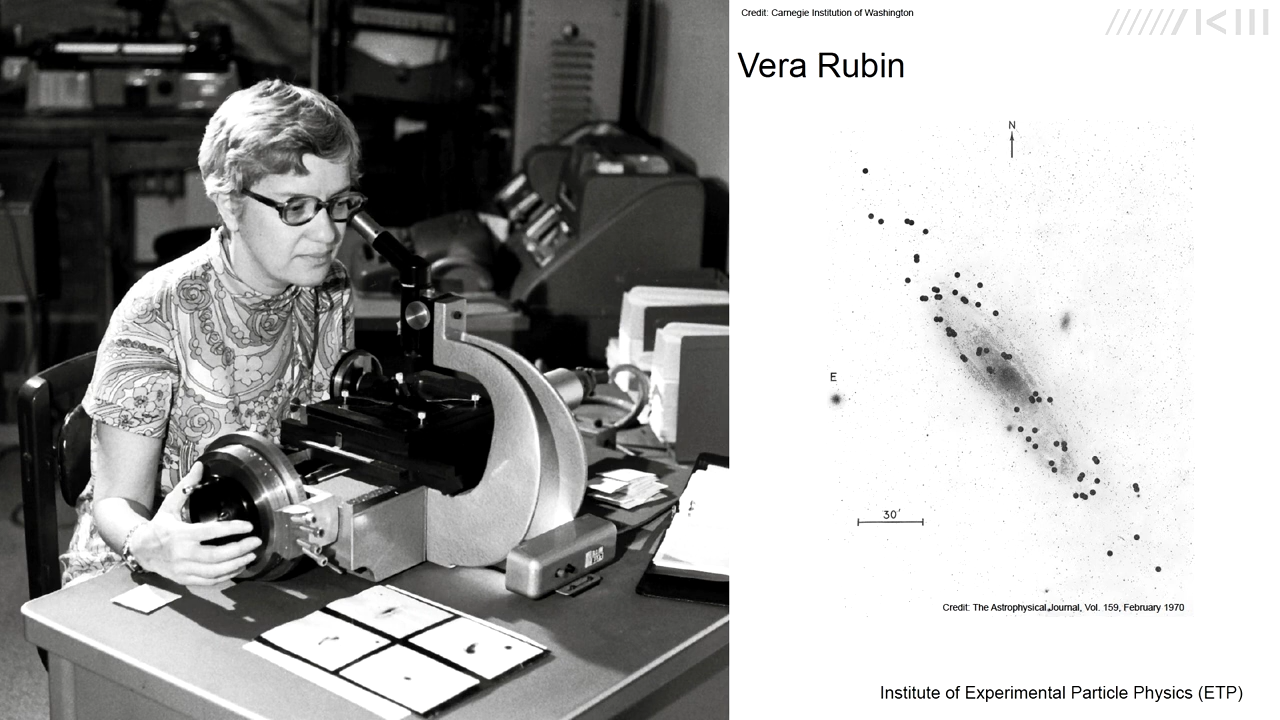 Credit: Carnegie Institution of Washington
Vera Rubin
N
E
30'
Credit: The Astrophysical Journal, Vol. 159, February 1970
Institute of Experimental Particle Physics (ETP)